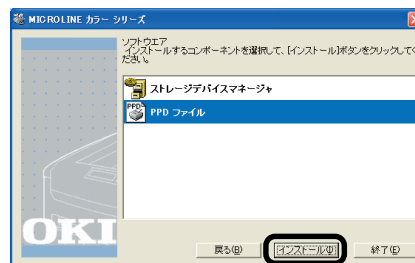 MICROLINE カラー シリーズ
ソフトウエア
インストールするコンポーネントを選択して、[インストール]ボタンをクリックしてく
ださい。
ストレージデバイスマネージャ
PPD
PPD ファイル
OKI
戻る(B)
インストール(I)
終了(E)